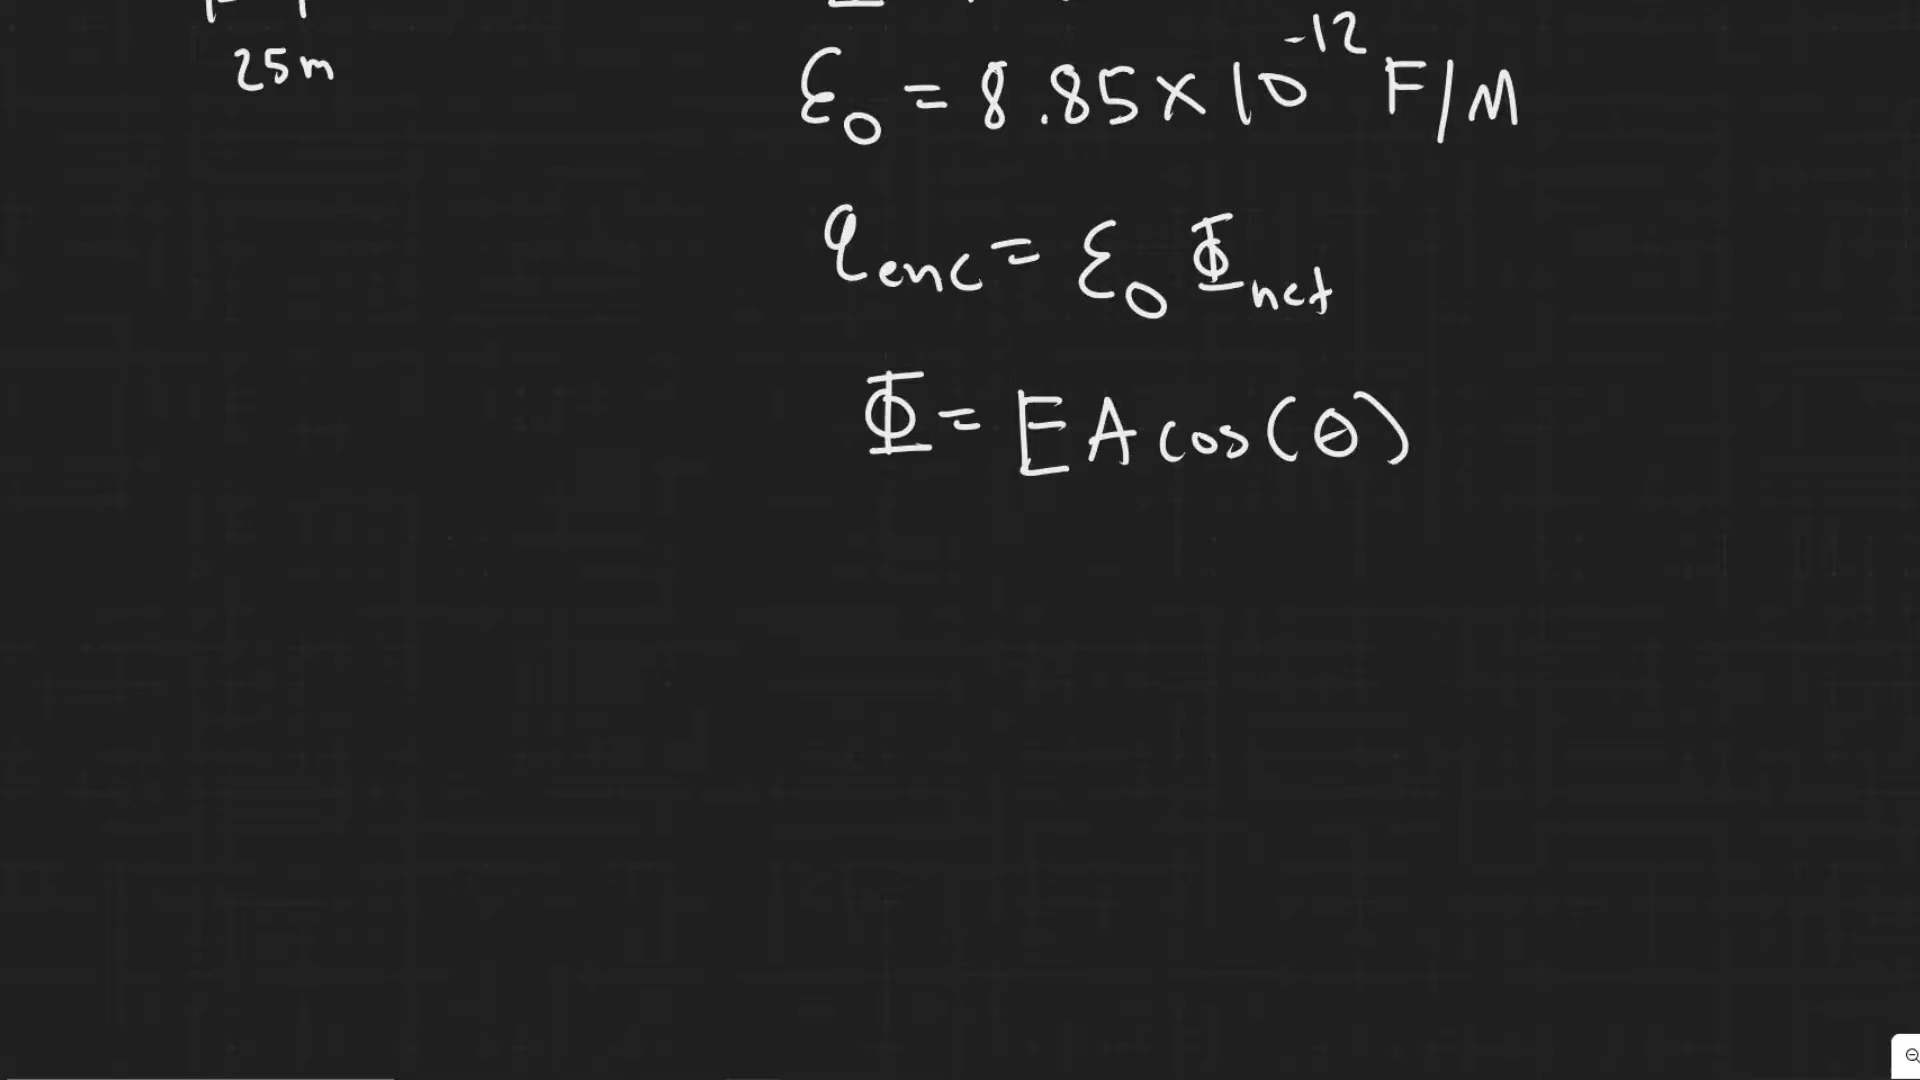 25m
ε₀ = 8.85×10⁻¹² F/M
q_enc = ε₀ Φ_net
Φ = EA cos(θ)